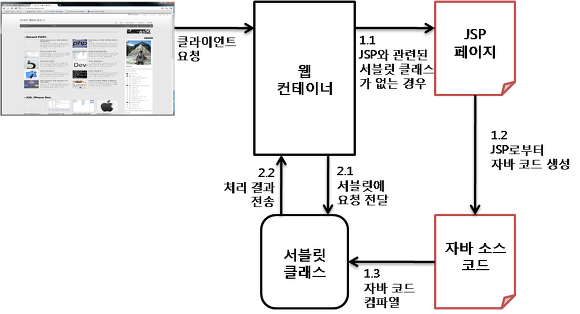 클라이언트
요청
웹
컨테이너
1.1
JSP와 관련된
서블릿 클래스
가 없는 경우
JSP
페이지
1.2
JSP로부터
자바 코드 생성
2.2
처리 결과
전송
2.1
서블릿에
요청 전달
서블릿
클래스
1.3
자바 코드
컴파열
자바 소스
코드
php
Dev